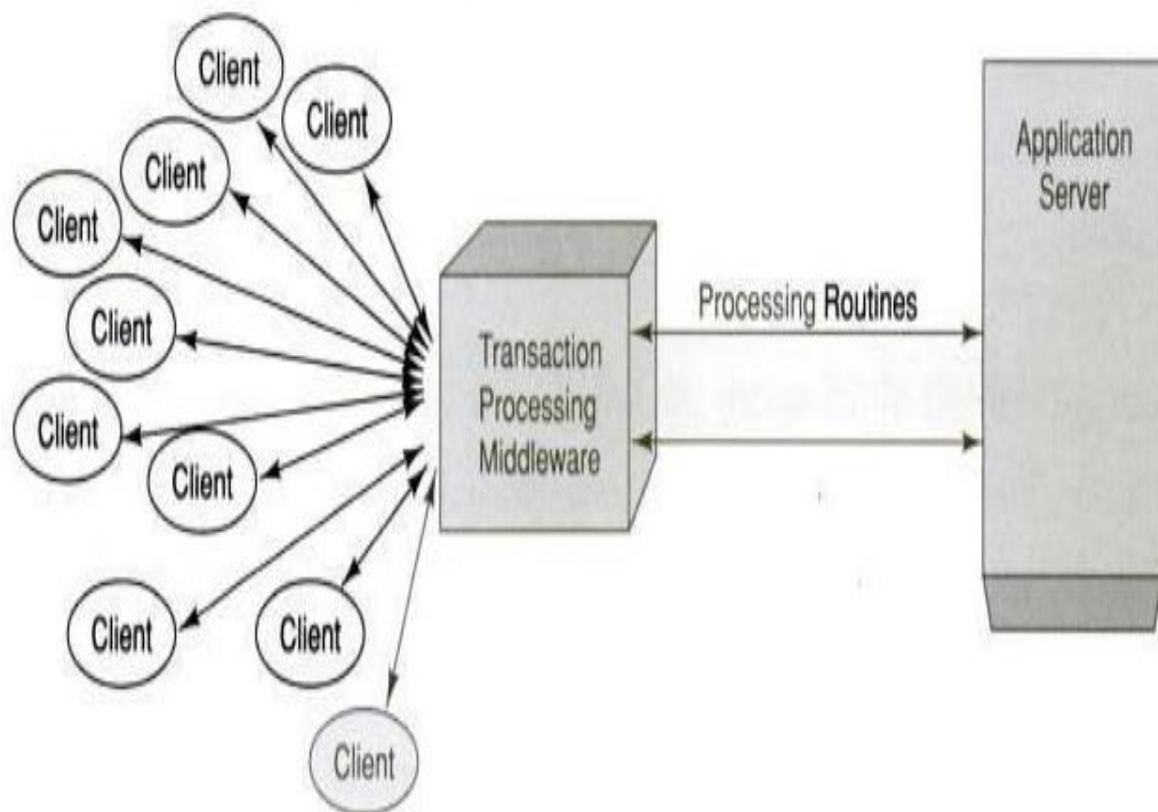 Client
Client
Client
Client
Client
Client
Client
Client
Client
Client
Transaction
Processing
Middleware
Processing Routines
Application
Server